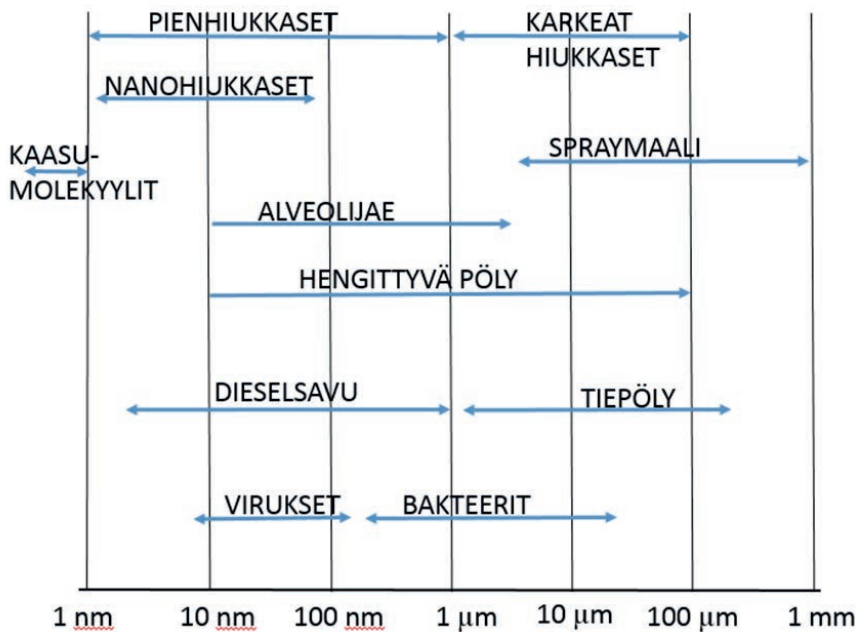 PIENHIUKKASET
KARKEAT
HIUKKASET
NANOHIUKKASET
KAASU-
MOLEKYYLIT
SPRAYMAALI
ALVEOLIJAE
HENGITTYVÄ PÖLY
DIESELSAVU
TIEPÖLY
VIRUKSET
BAKTEERIT
1 nm 10 nm 100 nm 1 µm 10 µm 100 µm 1 mm